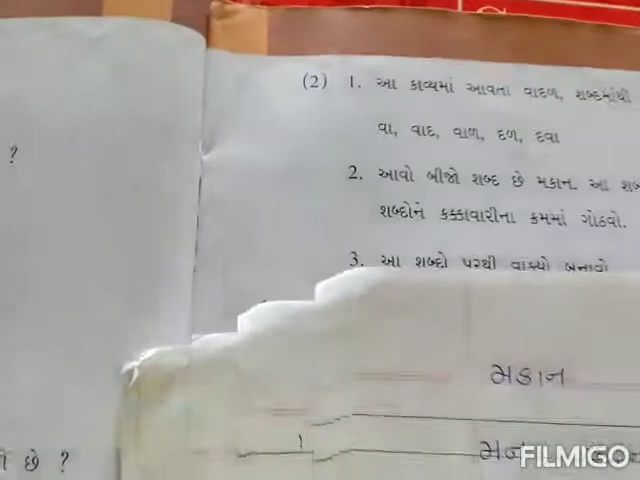 ?
(2) 1. આ કાવ્યમાં આવતા વાદળ, શબ્દમાંથી
વા, વાદ, વાળ, દળ, દવા
2. આવો બીજો શબ્દ છે મકાન. આ
શબ્દોને કક્કાવારીના ક્રમમાં ગોઠવો.
3. આ શબ્દો પરથી વાક્યો બનાવો
મકાન
છે ?
૧
FILMIGO